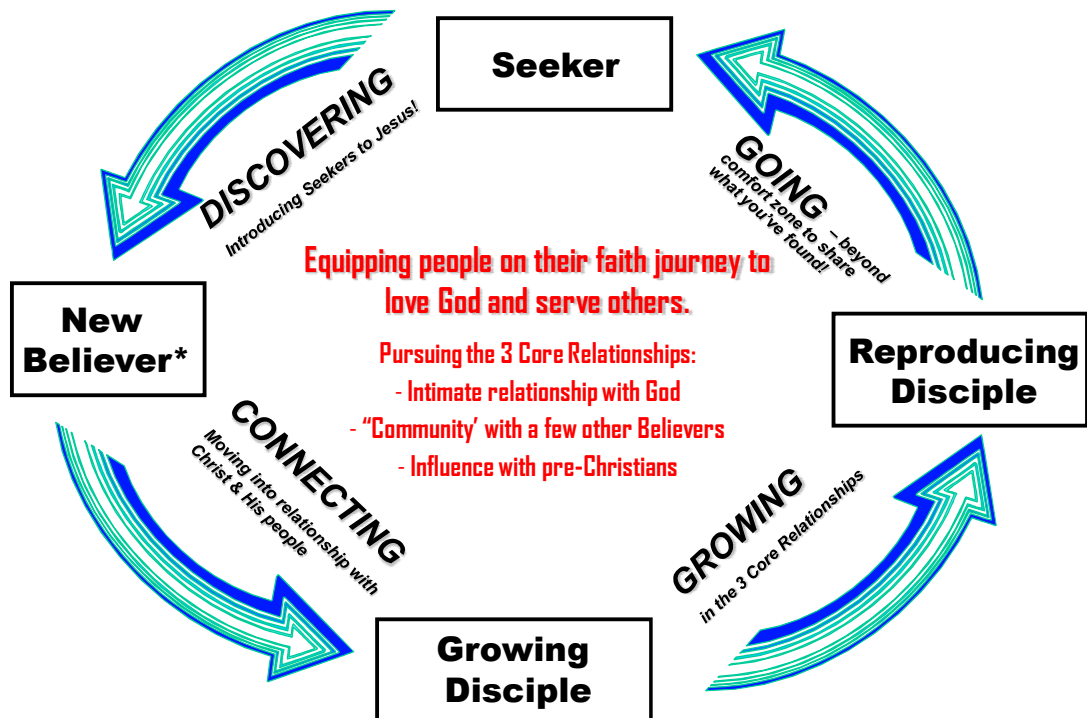 Seeker
DISCOVERING
Introducing Seekers to Jesus!
New
Believer*
CONNECTING
Moving into relationship with
Christ & His people
Growing
Disciple
GROWING
in the 3 Core Relationships
Reproducing
Disciple
GOING – beyond
comfort zone to share
what you've found!
Equipping people on their faith journey to
love God and serve others.
Pursuing the 3 Core Relationships:
- Intimate relationship with God
- “Community’ with a few other Believers
- Influence with pre-Christians